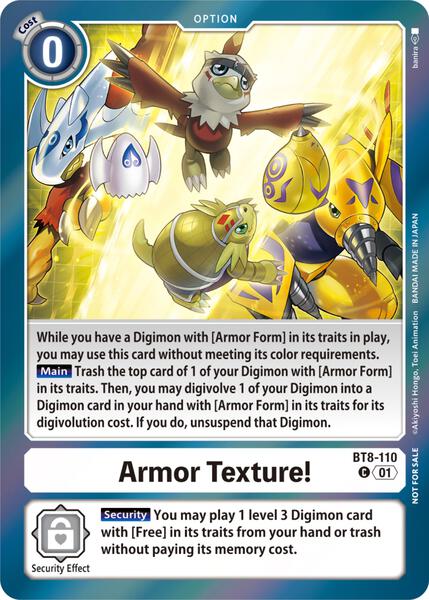 OPTION
Cost
0
banira
©Akiyoshi Hongo, Toei Animation BANDAI MADE IN JAPAN
While you have a Digimon with [Armor Form] in its traits in play,
you may use this card without meeting its color requirements.
Main Trash the top card of 1 of your Digimon with [Armor Form]
in its traits. Then, you may digivolve 1 of your Digimon into a
Digimon card in your hand with [Armor Form] in its traits for its
digivolution cost. If you do, unsuspend that Digimon.
BT8-110
Armor Texture!
C 01
NOT FOR SALE
Security You may play 1 level 3 Digimon card
with [Free] in its traits from your hand or trash
without paying its memory cost.
Security Effect